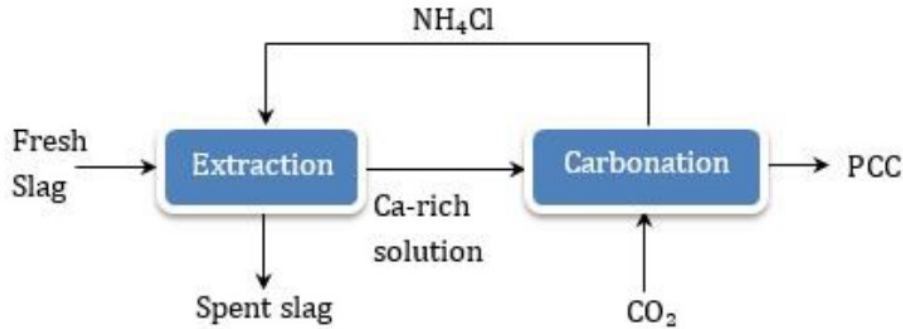 NH₄Cl
Fresh
Slag
Extraction
Carbonation
PCC
Ca-rich
solution
Spent slag
CO₂